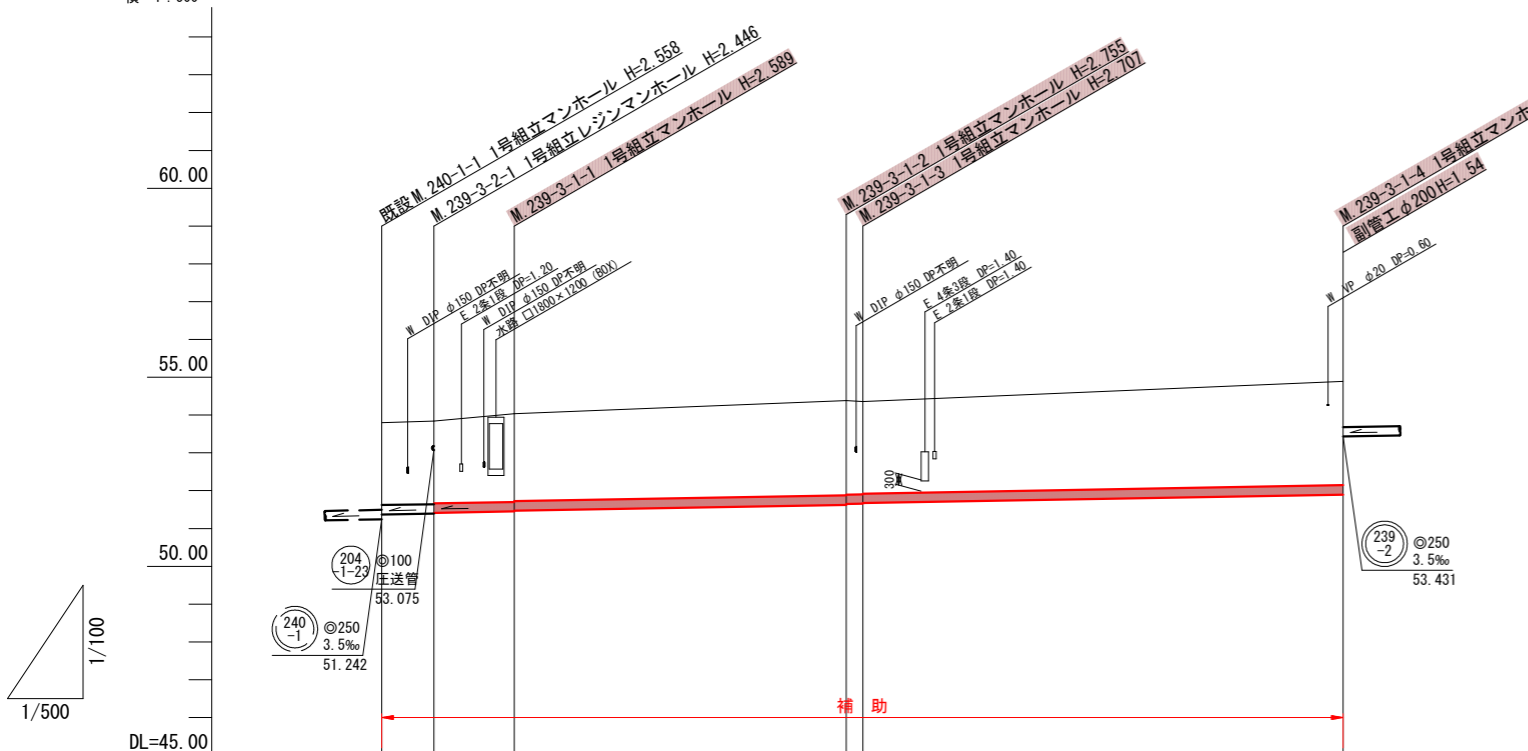 既設 M. 240-1-1 1号組立マンホール H=2.558
M. 239-3-2-1 1号組立レジンマンホール H=2.446
M. 239-3-1-1 1号組立マンホール H=2.589
M. 239-3-1-2 1号組立マンホール H=2.755
M. 239-3-1-3 1号組立マンホール H=2.707
M. 239-3-1-4 1号組立マンホ
副管工φ200 H=1.54
60.00
W DIP φ150 DP不明
E 2条1段 DP=1.20
W DIP φ150 DP不明
水路 □1800×1200 (BOX)
W DIP φ150 DP不明
E 4条3段 DP=1.40
E 2条1段 DP=1.40
W VP φ20 DP=0.60
55.00
300
50.00
204
-1-23
◎100
圧送管
53.075
239
-2
◎250
3.5‰
53.431
240
-1
◎250
3.5‰
51.242
1/100
1/500
補 助
DL=45.00